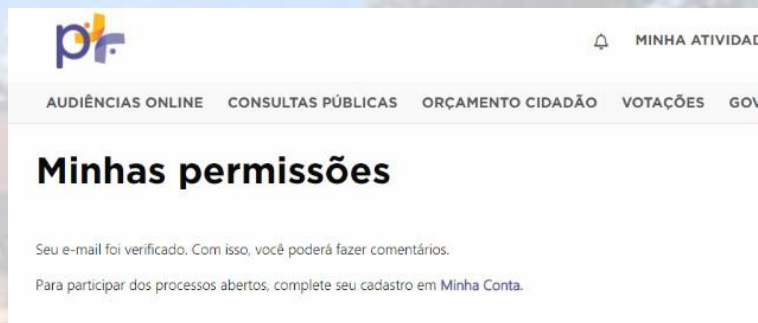 p+
MINHA ATIVIDAD
AUDIÊNCIAS ONLINE CONSULTAS PÚBLICAS ORÇAMENTO CIDADÃO VOTAÇÕES GOV
Minhas permissões
Seu e-mail foi verificado. Com isso, você poderá fazer comentários.
Para participar dos processos abertos, complete seu cadastro em Minha Conta.